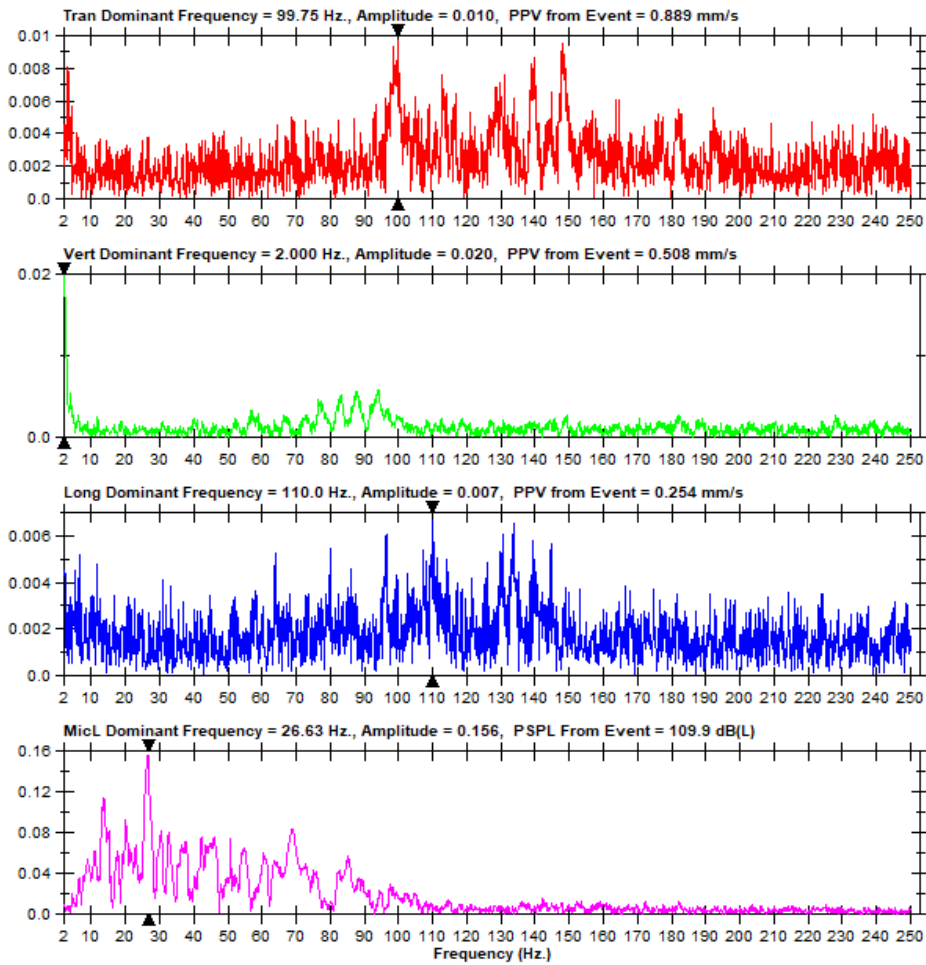 Tran Dominant Frequency = 99.75 Hz., Amplitude = 0.010, PPV from Event = 0.889 mm/s
0.01
0.008
0.006
0.004
0.002
0.0
2 10 20 30 40 50 60 70 80 90 100 110 120 130 140 150 160 170 180 190 200 210 220 230 240 250
Vert Dominant Frequency = 2.000 Hz., Amplitude = 0.020, PPV from Event = 0.508 mm/s
0.02
0.0
2 10 20 30 40 50 60 70 80 90 100 110 120 130 140 150 160 170 180 190 200 210 220 230 240 250
Long Dominant Frequency = 110.0 Hz., Amplitude = 0.007, PPV from Event = 0.254 mm/s
0.006
0.004
0.002
0.0
2 10 20 30 40 50 60 70 80 90 100 110 120 130 140 150 160 170 180 190 200 210 220 230 240 250
MicL Dominant Frequency = 26.63 Hz., Amplitude = 0.156, PSPL From Event = 109.9 dB(L)
0.16
0.12
0.08
0.04
0.0
2 10 20 30 40 50 60 70 80 90 100 110 120 130 140 150 160 170 180 190 200 210 220 230 240 250
Frequency (Hz.)